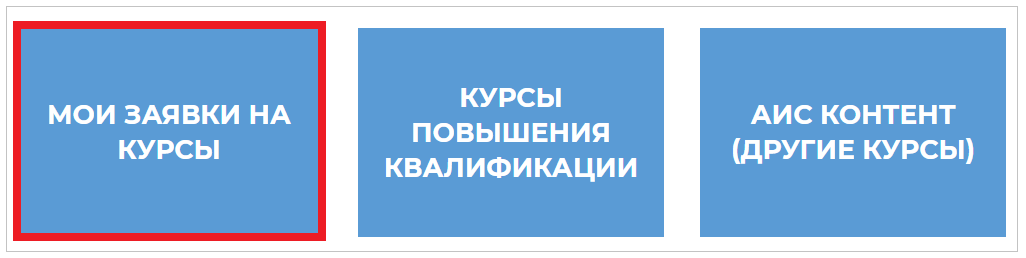 МОИ ЗАЯВКИ НА
КУРСЫ
КУРСЫ
ПОВЫШЕНИЯ
КВАЛИФИКАЦИИ
АИС КОНТЕНТ
(ДРУГИЕ КУРСЫ)